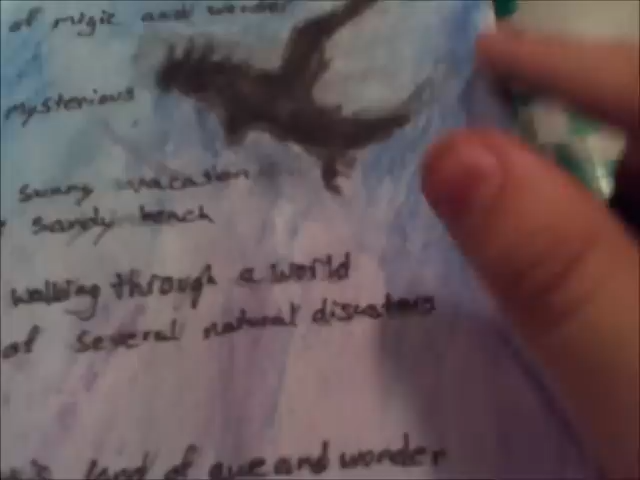 of migic and wonder
mysterious
sunny vacation
sandy beach
walking through a world
of several natural disasters
land of awe and wonder